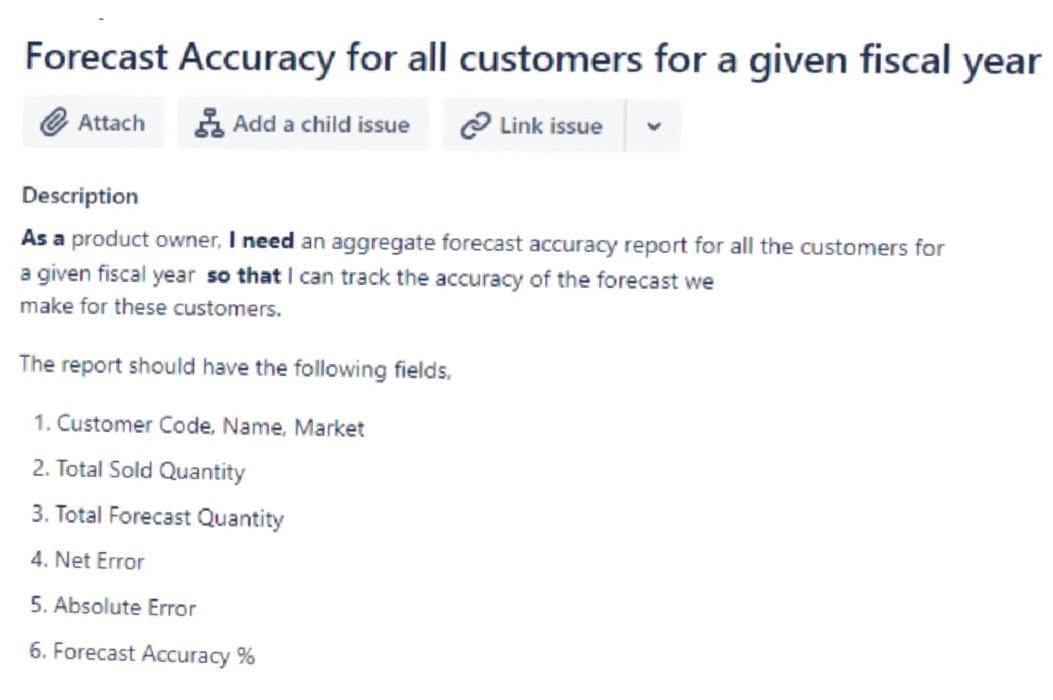 Forecast Accuracy for all customers for a given fiscal year
Attach
Add a child issue
Link issue
Description
As a product owner, I need an aggregate forecast accuracy report for all the customers for
a given fiscal year so that I can track the accuracy of the forecast we
make for these customers.
The report should have the following fields,
1. Customer Code, Name, Market
2. Total Sold Quantity
3. Total Forecast Quantity
4. Net Error
5. Absolute Error
6. Forecast Accuracy %